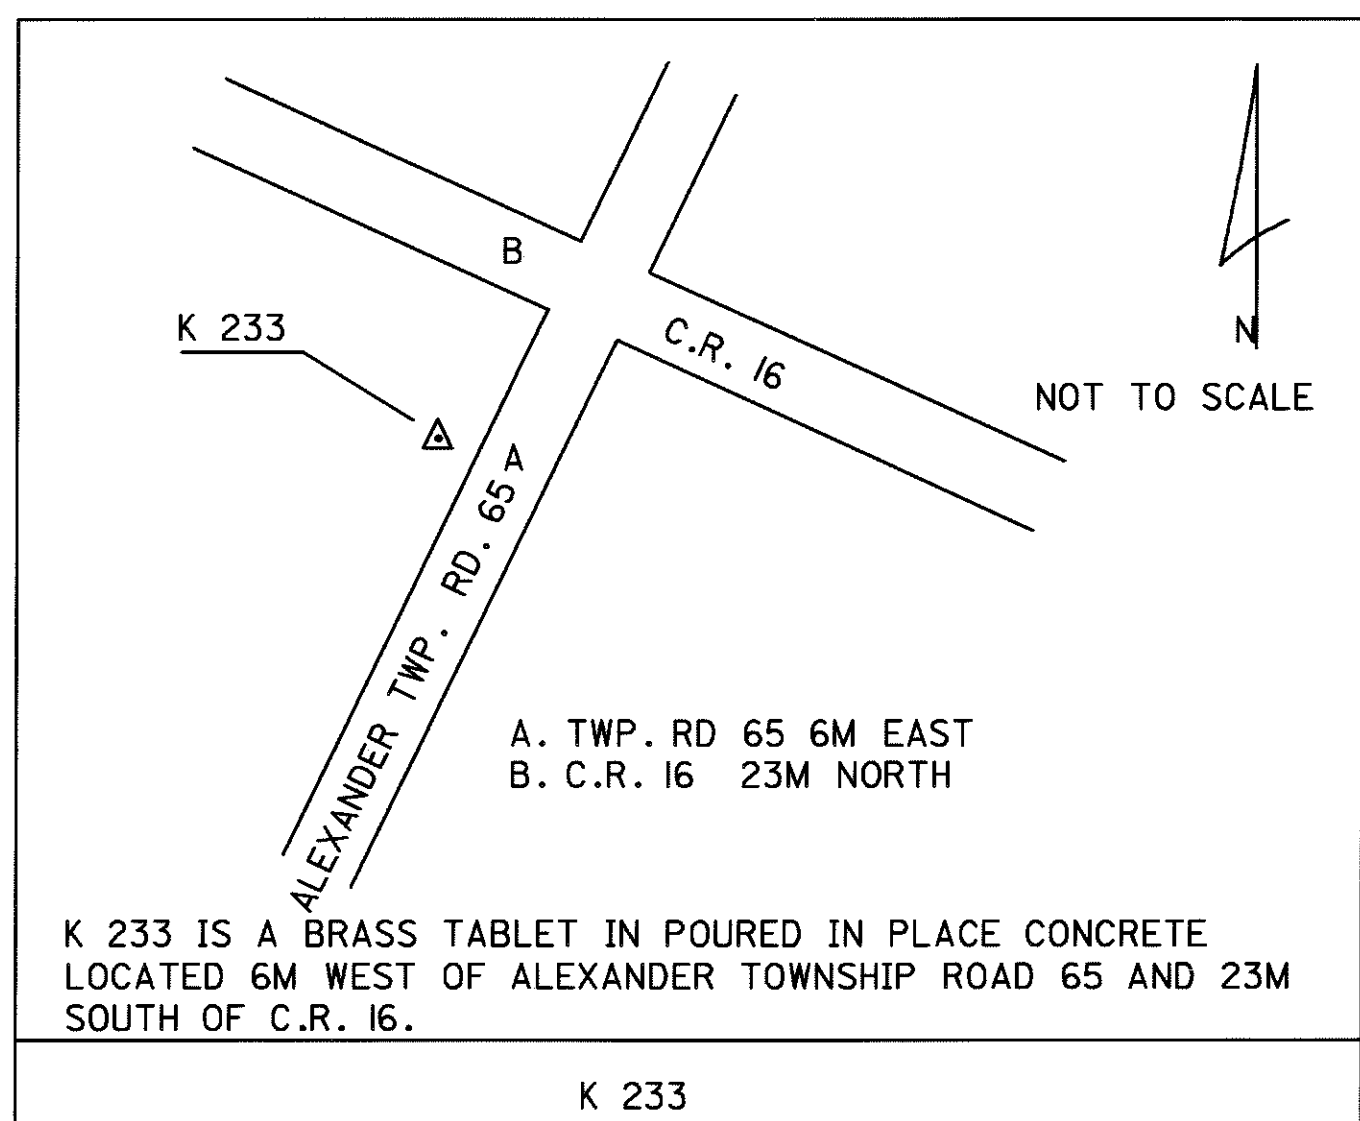 B
K 233
C.R. 16
N
NOT TO SCALE
A
ALEXANDER TWP. RD. 65
A. TWP. RD 65 6M EAST
B. C.R. 16 23M NORTH
K 233 IS A BRASS TABLET IN POURED IN PLACE CONCRETE
LOCATED 6M WEST OF ALEXANDER TOWNSHIP ROAD 65 AND 23M
SOUTH OF C.R. 16.
K 233